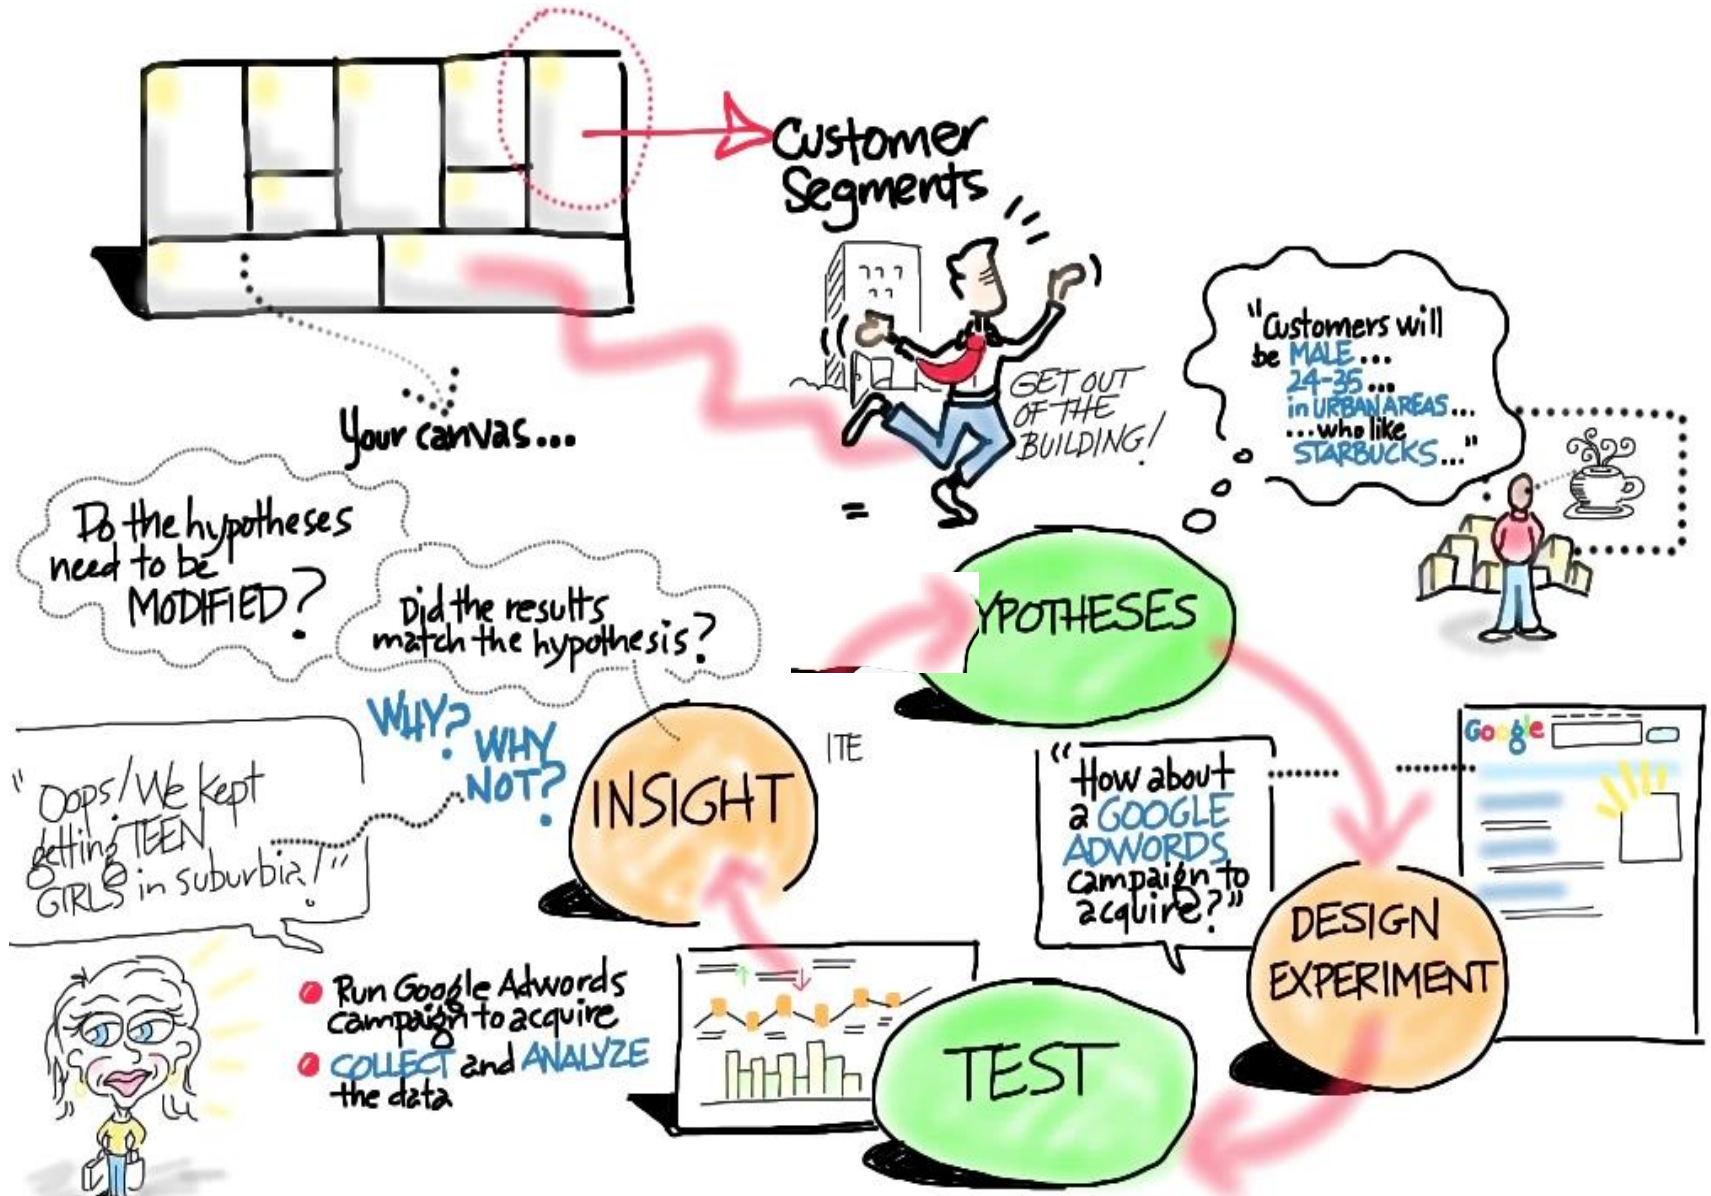 Customer
Segments
GET OUT
OF THE
BUILDING!
"Customers will
be MALE...
24-35...
in URBAN AREAS...
...who like
STARBUCKS..."
Your canvas...
Do the hypotheses
need to be
MODIFIED?
Did the results
match the hypothesis?
YPOTHESES
WHY?
WHY
NOT?
ITE
INSIGHT
"Oops! We kept
getting TEEN
GIRLS in suburbia!"
"How about
a GOOGLE
ADWORDS
campaign to
acquire?"
Google
DESIGN
EXPERIMENT
Run Google Adwords
campaign to acquire
COLLECT and ANALYZE
the data
TEST